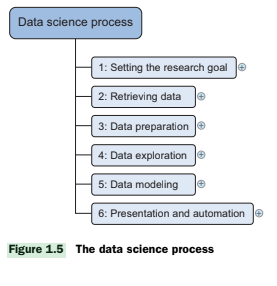 Data science process
1: Setting the research goal
2: Retrieving data
3: Data preparation
4: Data exploration
5: Data modeling
6: Presentation and automation
Figure 1.5 The data science process